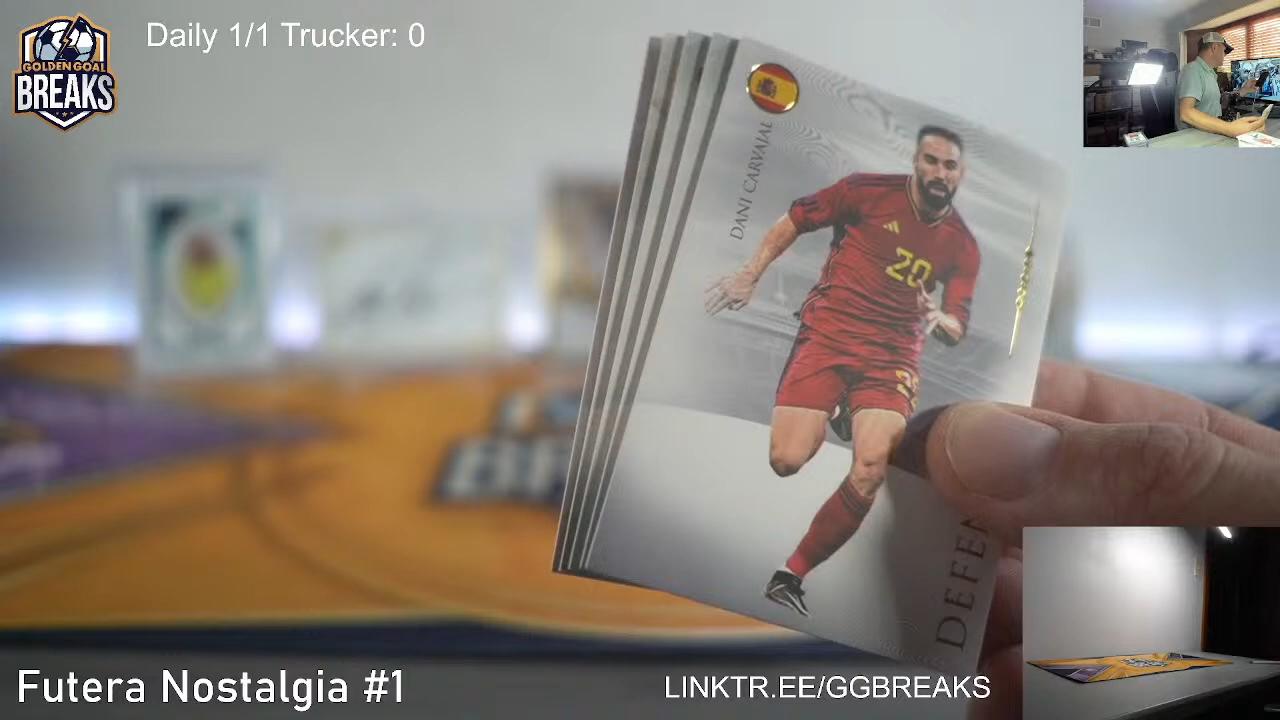 GOLDEN GOAL
BREAKS
Daily 1/1 Trucker: 0
DANI CARVAJAL
20
DEFEN
Futera Nostalgia #1
LINKTR.EE/GGBREAKS